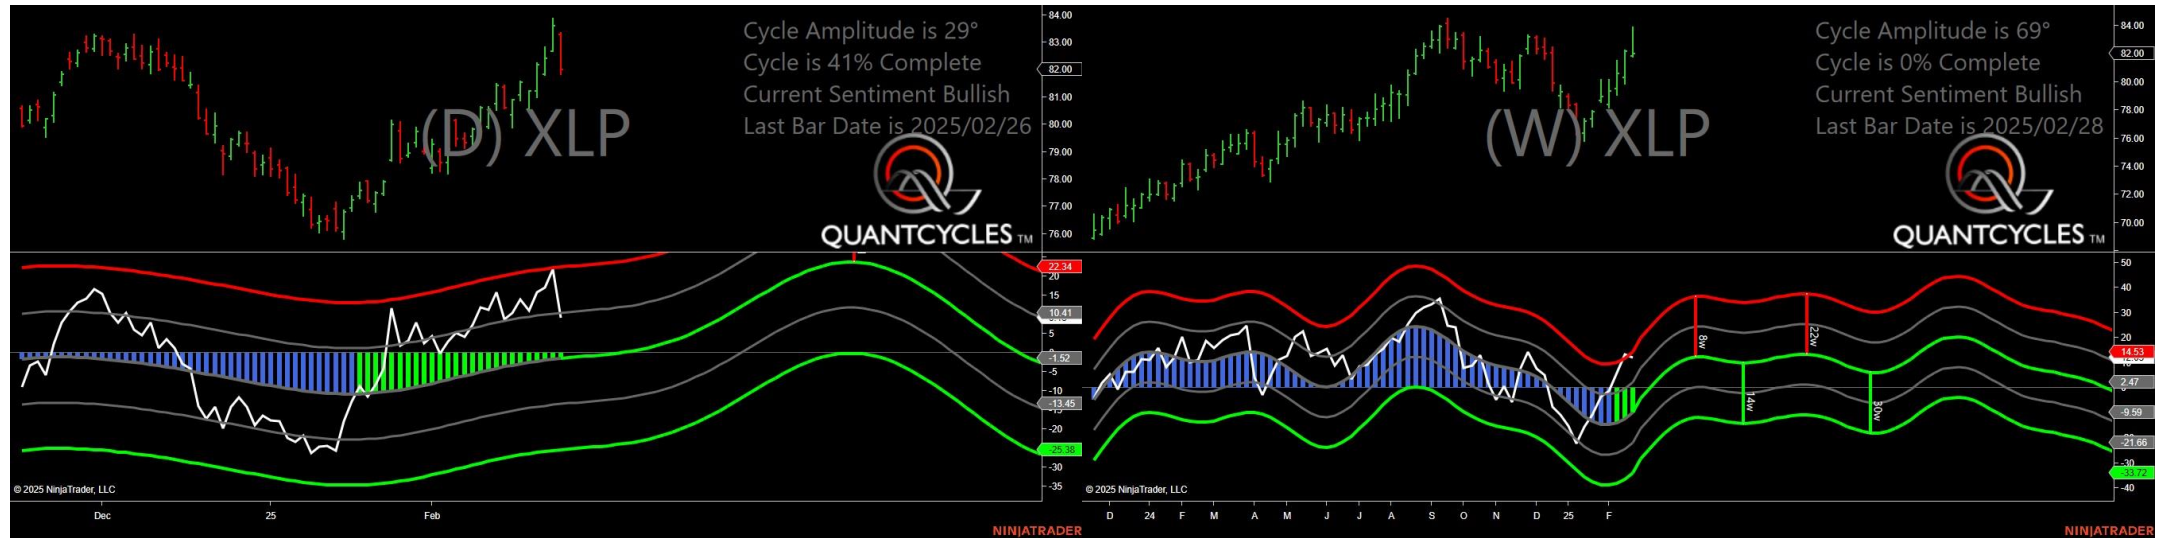 Cycle Amplitude is 29°
Cycle is 41% Complete
Current Sentiment Bullish
Last Bar Date is 2025/02/26
(D) XLP
QUANTCYCLES TM
84.00
83.00
82.00
81.00
80.00
79.00
78.00
77.00
76.00
22.34
20
15
10.41
5
-1.52
-5
-10
-13.45
-20
-25.38
-30
-35
© 2025 NinjaTrader, LLC
Dec
25
Feb
NINJATRADER
Cycle Amplitude is 69°
Cycle is 0% Complete
Current Sentiment Bullish
Last Bar Date is 2025/02/28
(W) XLP
QUANTCYCLES TM
84.00
82.00
80.00
78.00
76.00
74.00
72.00
70.00
50
40
30
20
14.53
2.47
-9.59
-21.66
-30
-33.72
-40
8w
14w
22w
30w
© 2025 NinjaTrader, LLC
D
24
F
M
A
M
J
J
A
S
O
N
D
25
F
NINJATRADER